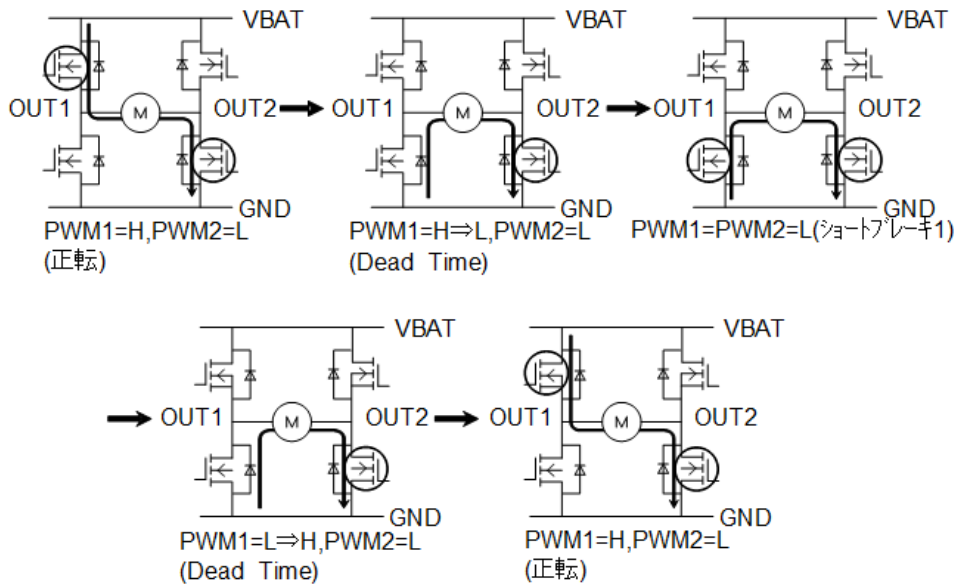 VBAT
OUT1
M
OUT2
GND
PWM1=H,PWM2=L
(正転)
VBAT
OUT1
M
OUT2
GND
PWM1=H⇒L,PWM2=L
(Dead Time)
VBAT
OUT1
M
OUT2
GND
PWM1=PWM2=L(ショートブレーキ1)
VBAT
OUT1
M
OUT2
GND
PWM1=L⇒H,PWM2=L
(Dead Time)
VBAT
OUT1
M
OUT2
GND
PWM1=H,PWM2=L
(正転)